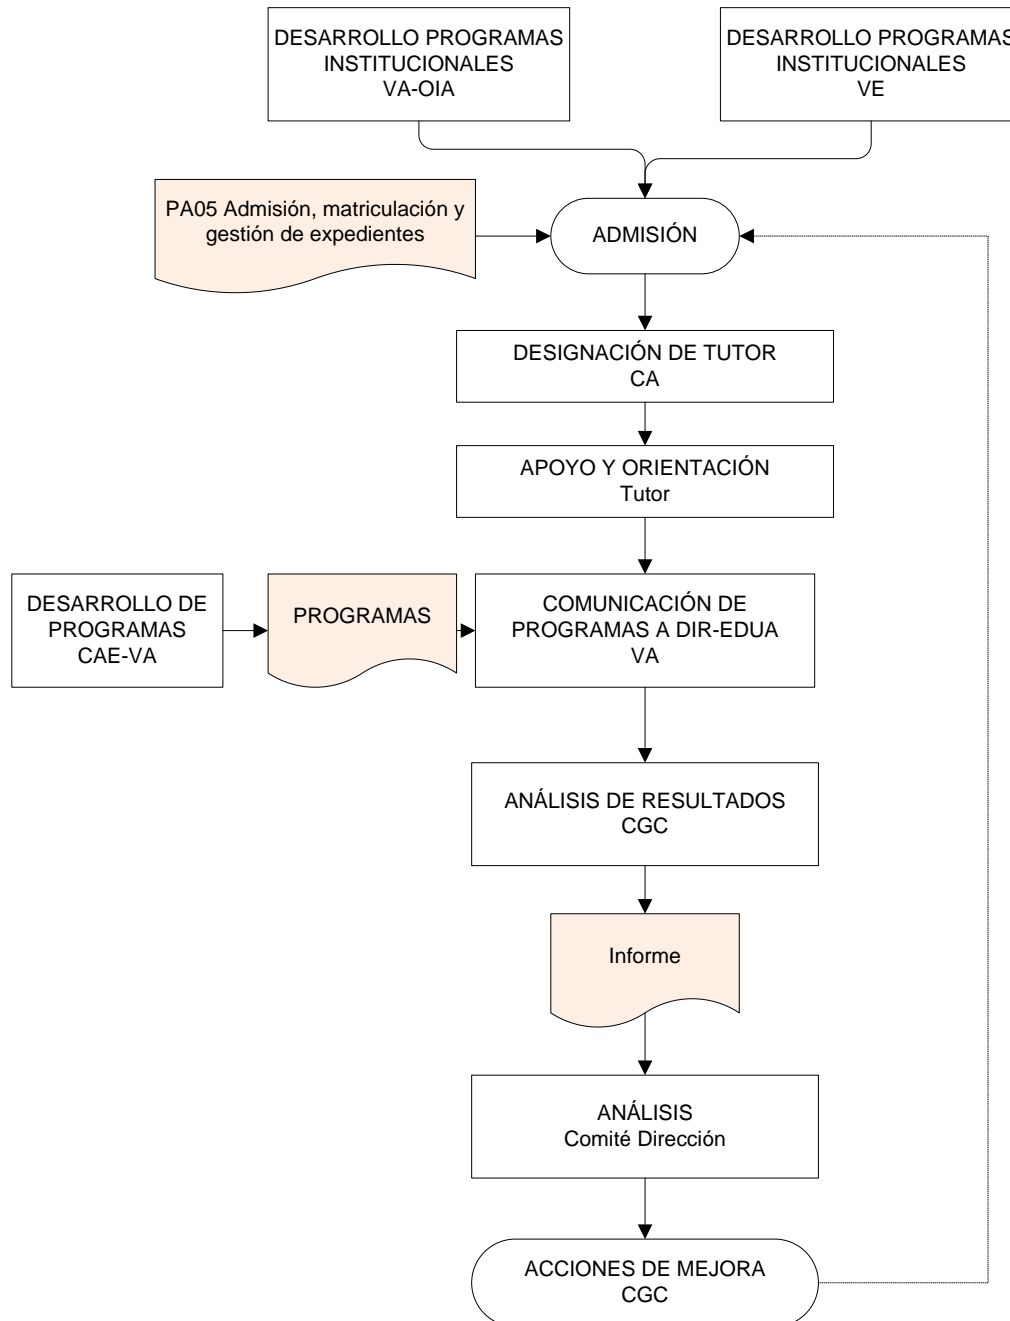 DESARROLLO PROGRAMAS
INSTITUCIONALES
VA-OIA
DESARROLLO PROGRAMAS
INSTITUCIONALES
VE
PA05 Admisión, matriculación y
gestión de expedientes
ADMISIÓN
DESIGNACIÓN DE TUTOR
CA
APOYO Y ORIENTACIÓN
Tutor
DESARROLLO DE
PROGRAMAS
CAE-VA
PROGRAMAS
COMUNICACIÓN DE
PROGRAMAS A DIR-EDUA
VA
ANÁLISIS DE RESULTADOS
CGC
Informe
ANÁLISIS
Comité Dirección
ACCIONES DE MEJORA
CGC